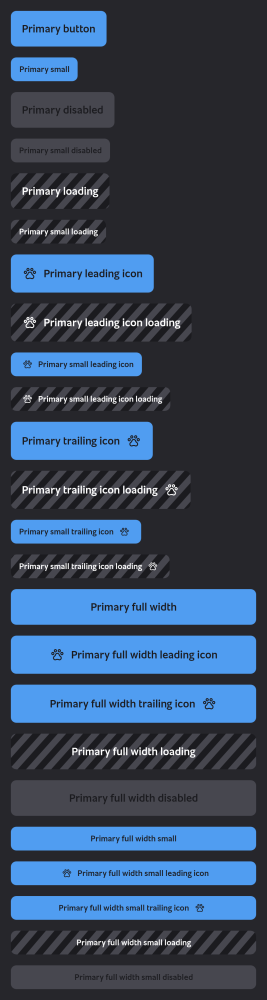 Primary button
Primary small
Primary disabled
Primary small disabled
Primary loading
Primary small loading
Primary leading icon
Primary leading icon loading
Primary small leading icon
Primary small leading icon loading
Primary trailing icon
Primary trailing icon loading
Primary small trailing icon
Primary small trailing icon loading
Primary full width
Primary full width leading icon
Primary full width trailing icon
Primary full width loading
Primary full width disabled
Primary full width small
Primary full width small leading icon
Primary full width small trailing icon
Primary full width small loading
Primary full width small disabled